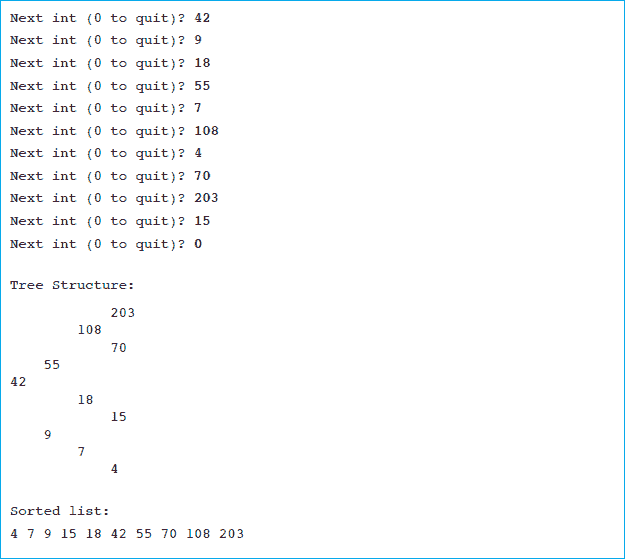 Next int (0 to quit)? 42
Next int (0 to quit)? 9
Next int (0 to quit)? 18
Next int (0 to quit)? 55
Next int (0 to quit)? 7
Next int (0 to quit)? 108
Next int (0 to quit)? 4
Next int (0 to quit)? 70
Next int (0 to quit)? 203
Next int (0 to quit)? 15
Next int (0 to quit)? 0
Tree Structure:
            203
        108
            70
    55
42
        18
            15
    9
        7
            4
Sorted list:
4 7 9 15 18 42 55 70 108 203